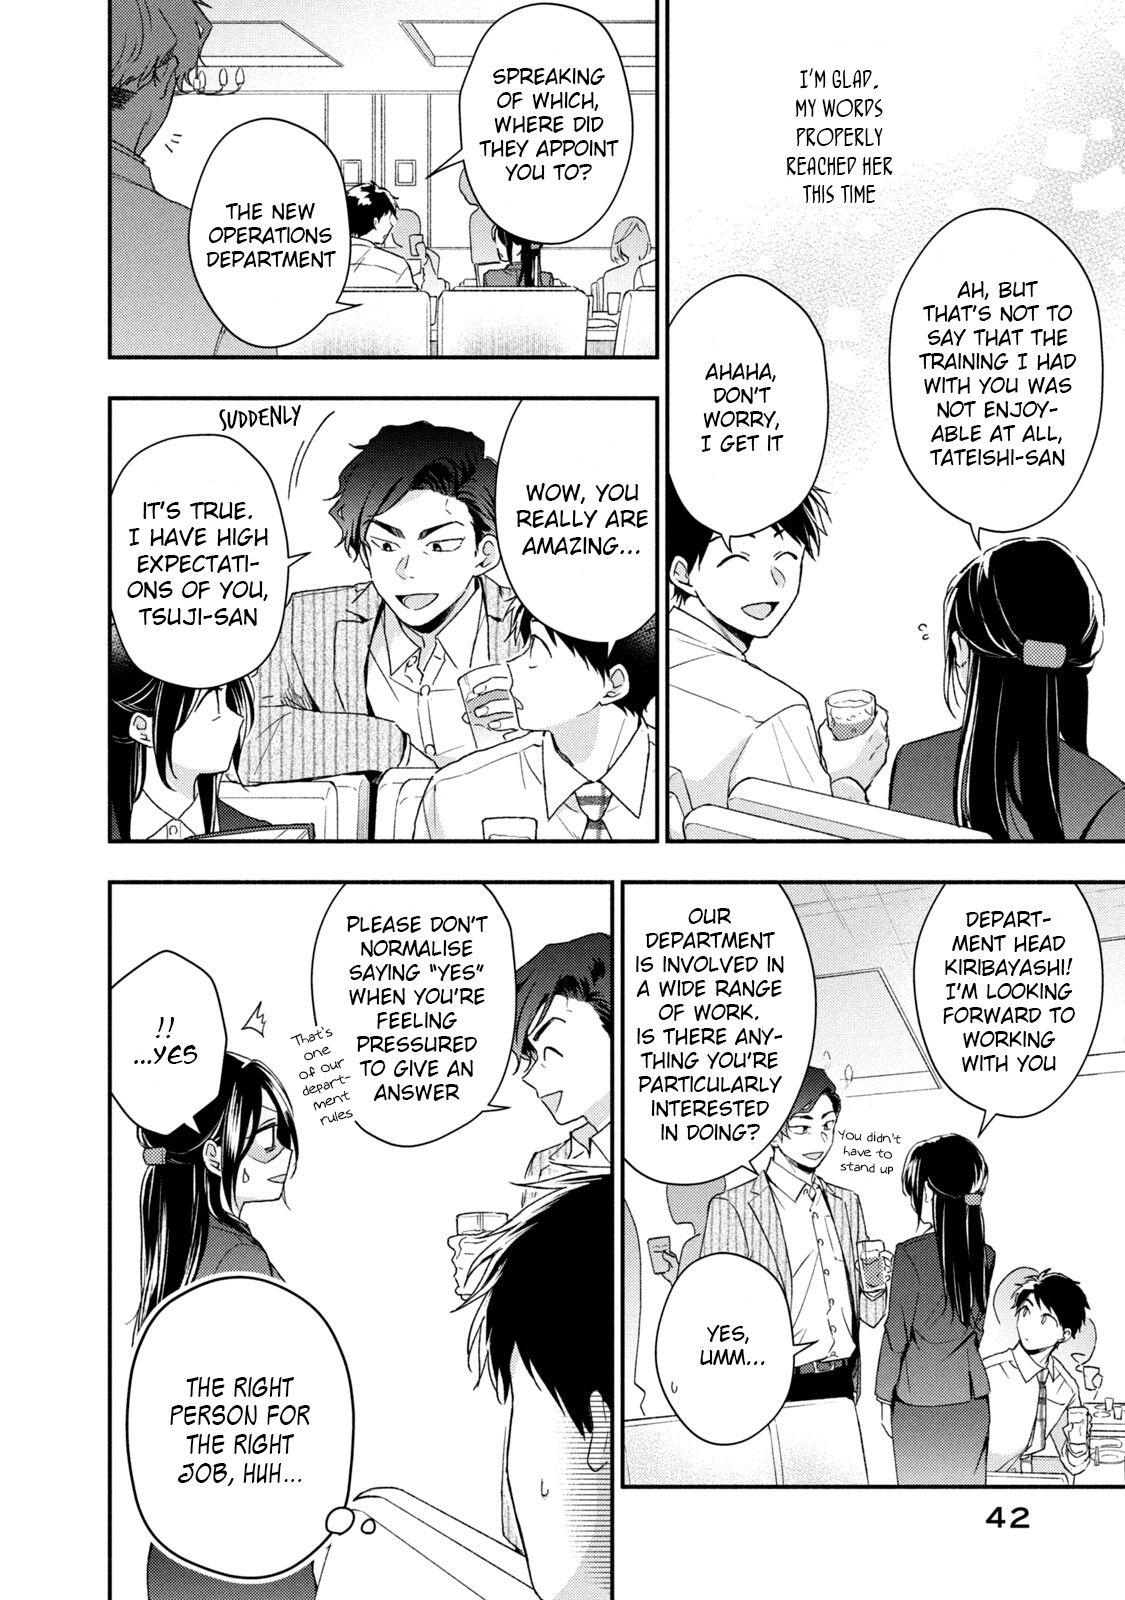 I'M GLAD.
MY WORDS
PROPERLY
REACHED HER
THIS TIME
AH, BUT
THAT'S NOT TO
SAY THAT THE
TRAINING I HAD
WITH YOU WAS
NOT ENJOY-
ABLE AT ALL,
TATEISHI-SAN
AHAHA,
DON'T
WORRY,
I GET IT
SPREAKING
OF WHICH,
WHERE DID
THEY APPOINT
YOU TO?
THE NEW
OPERATIONS
DEPARTMENT
WOW, YOU
REALLY ARE
AMAZING...
SUDDENLY
IT'S TRUE.
I HAVE HIGH
EXPECTATI-
ONS OF YOU,
TSUJI-SAN
DEPART-
MENT HEAD
KIRIBAYASHI!
I'M LOOKING
FORWARD TO
WORKING
WITH YOU
You didn't
have to
stand up
OUR
DEPARTMENT
IS INVOLVED IN
A WIDE RANGE
OF WORK.
IS THERE ANY-
THING YOU'RE
PARTICULARLY
INTERESTED
IN DOING?
YES,
UMM...
PLEASE DON'T
NORMALISE
SAYING "YES"
WHEN YOU'RE
FEELING
PRESSURED
TO GIVE AN
ANSWER
That's
one
of our
depart-
ment
rules
!!
...YES
THE RIGHT
PERSON FOR
THE RIGHT
JOB, HUH...
42